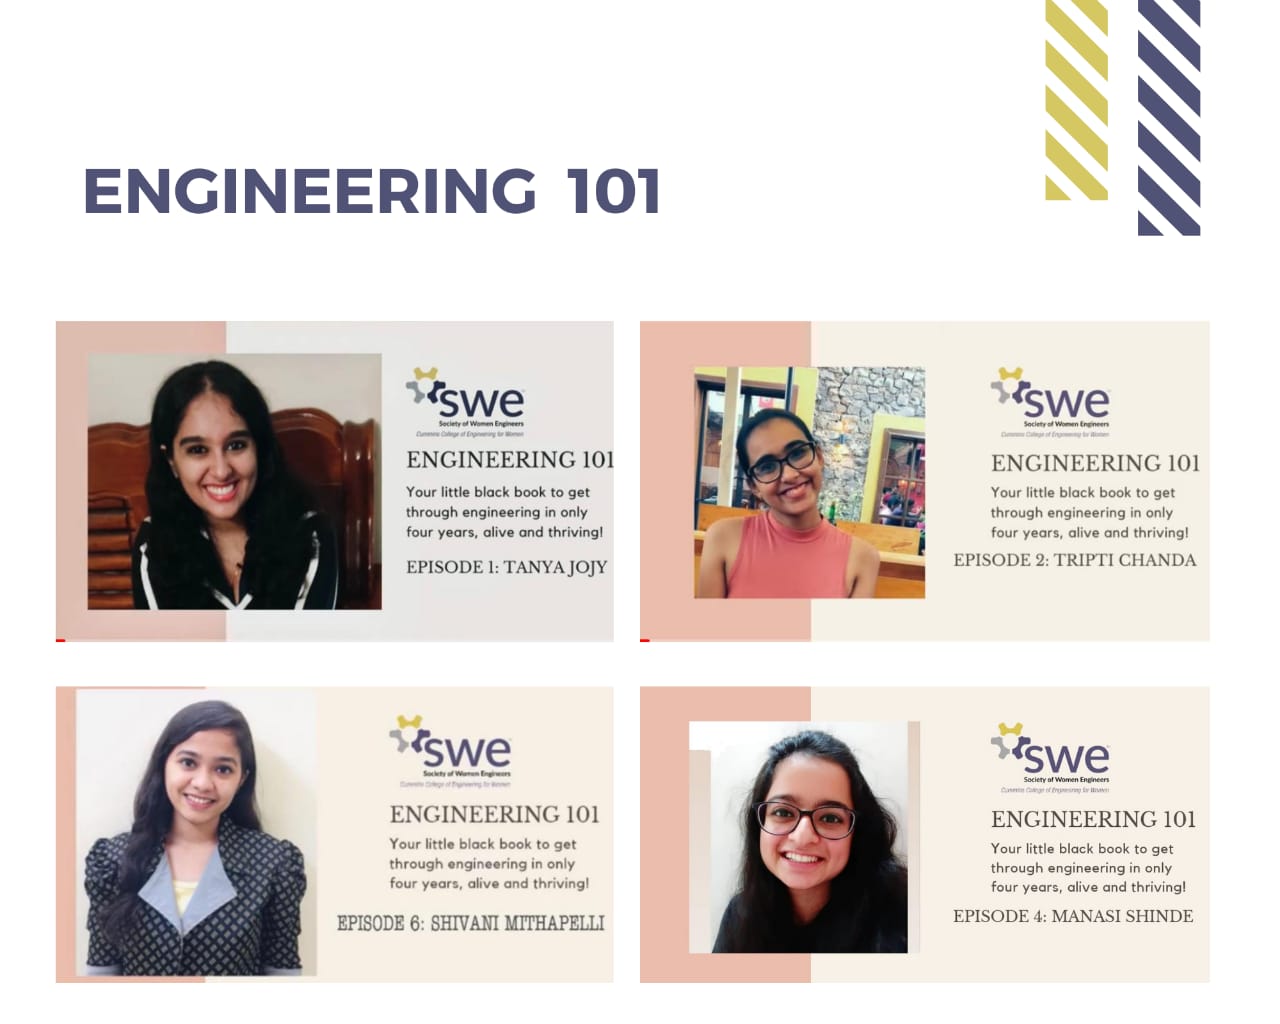 ENGINEERING 101
swe
Society of Women Engineers
Cummins College of Engineering for Women
ENGINEERING 101
Your little black book to get
through engineering in only
four years, alive and thriving!
EPISODE 1: TANYA JOJY
swe
Society of Women Engineers
Cummins College of Engineering for Women
ENGINEERING 101
Your little black book to get
through engineering in only
four years, alive and thriving!
EPISODE 2: TRIPTI CHANDA
swe
Society of Women Engineers
Cummins College of Engineering for Women
ENGINEERING 101
Your little black book to get
through engineering in only
four years, alive and thriving!
EPISODE 6: SHIVANI MITHAPELLI
swe
Society of Women Engineers
Cummins College of Engineering for Women
ENGINEERING 101
Your little black book to get
through engineering in only
four years, alive and thriving!
EPISODE 4: MANASI SHINDE